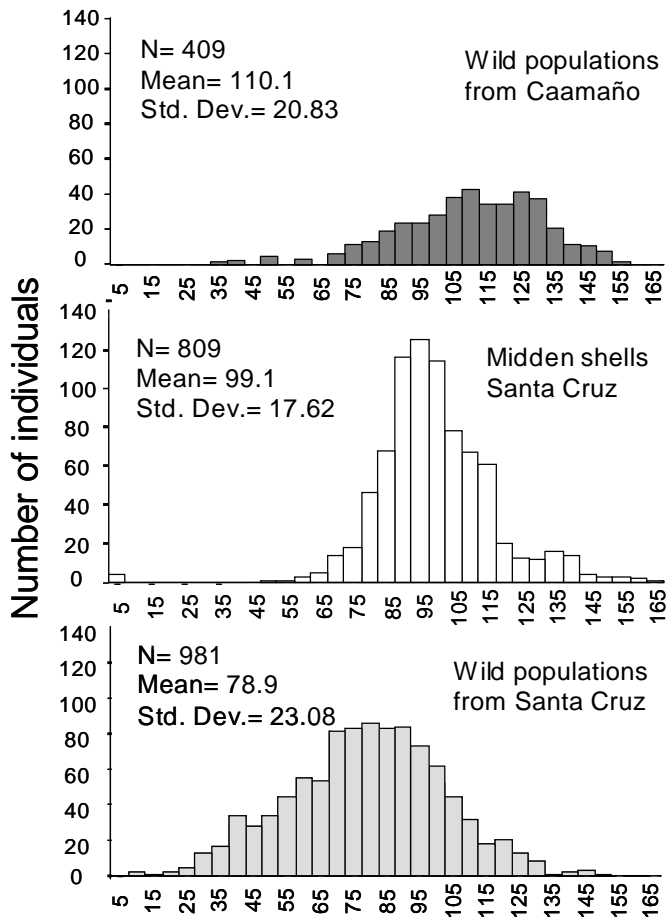 Number of individuals
140
120
100
80
60
40
20
0
N= 409
Mean= 110.1
Std. Dev.= 20.83
Wild populations
from Caamaño
5 15 25 35 45 55 65 75 85 95 105 115 125 135 145 155 165
140
120
100
80
60
40
20
0
N= 809
Mean= 99.1
Std. Dev.= 17.62
Midden shells
Santa Cruz
5 15 25 35 45 55 65 75 85 95 105 115 125 135 145 155 165
140
120
100
80
60
40
20
0
N= 981
Mean= 78.9
Std. Dev.= 23.08
Wild populations
from Santa Cruz
5 15 25 35 45 55 65 75 85 95 105 115 125 135 145 155 165